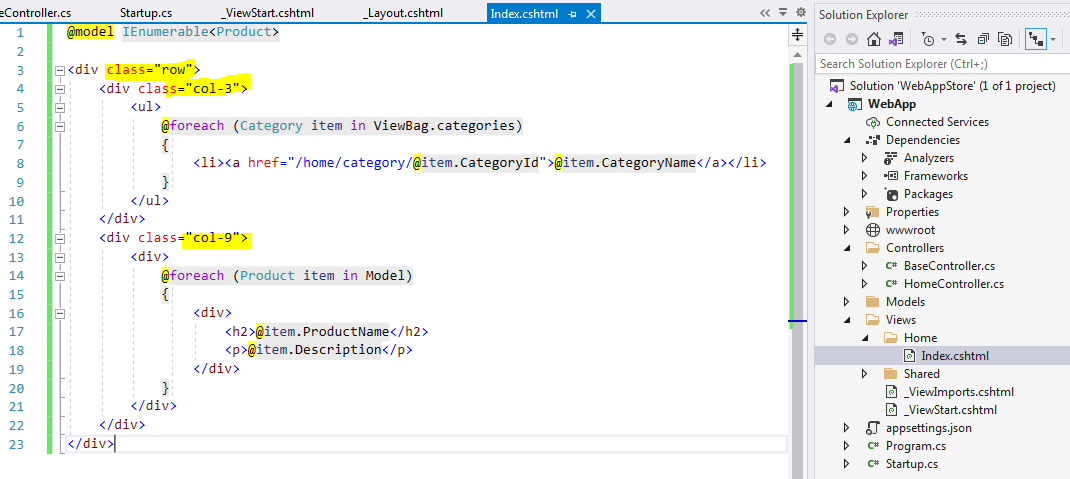 eController.cs Startup.cs _ViewStart.cshtml _Layout.cshtml Index.cshtml
1 @model IEnumerable<Product>
2
3 <div class="row">
4 <div class="col-3">
5 <ul>
6 @foreach (Category item in ViewBag.categories)
7 {
8 <li><a href="/home/category/@item.CategoryId">@item.CategoryName</a></li>
9 }
10 </ul>
11 </div>
12 <div class="col-9">
13 <div>
14 @foreach (Product item in Model)
15 {
16 <div>
17 <h2>@item.ProductName</h2>
18 <p>@item.Description</p>
19 </div>
20 }
21 </div>
22 </div>
23 </div>
Solution Explorer
Search Solution Explorer (Ctrl+;)
Solution 'WebAppStore' (1 of 1 project)
WebApp
Connected Services
Dependencies
Analyzers
Frameworks
Packages
Properties
wwwroot
Controllers
C# BaseController.cs
C# HomeController.cs
Models
Views
Home
Index.cshtml
Shared
_ViewImports.cshtml
_ViewStart.cshtml
appsettings.json
C# Program.cs
C# Startup.cs